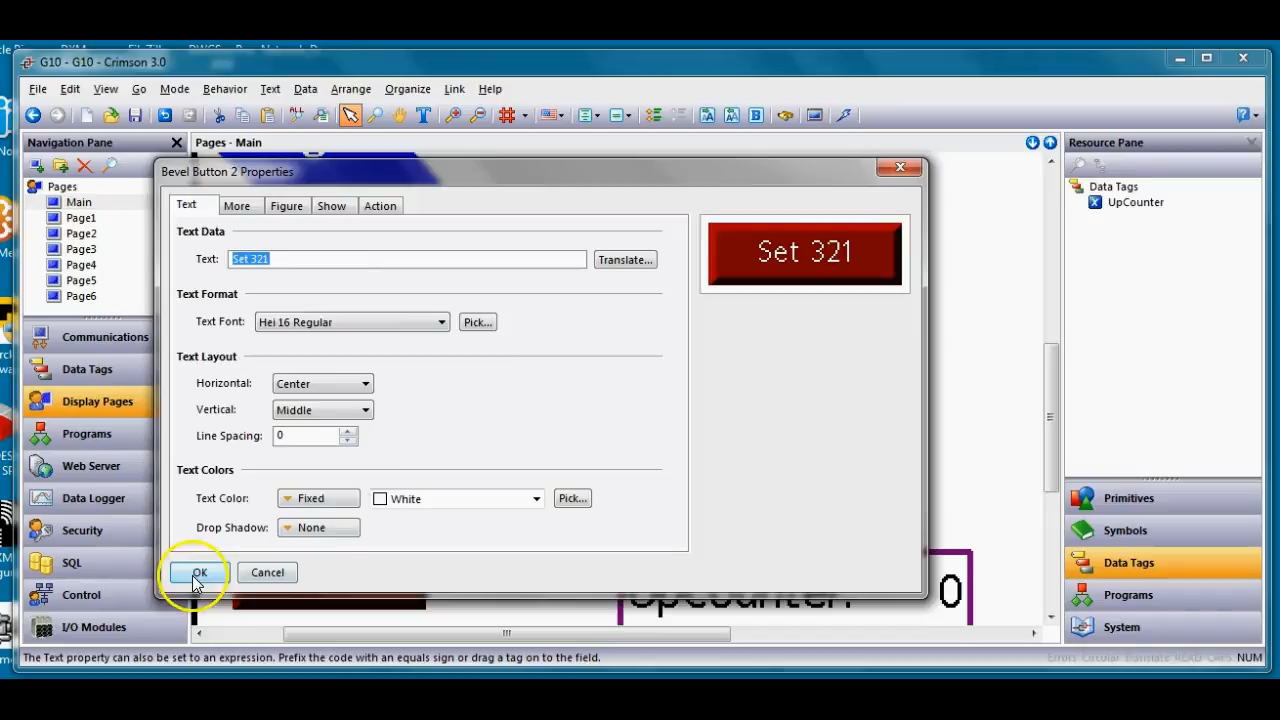 G10 - G10 - Crimson 3.0
File Edit View Go Mode Behavior Text Data Arrange Organize Link Help
Navigation Pane
Pages - Main
Resource Pane
Pages
Main
Page1
Page2
Page3
Page4
Page5
Page6
Communications
Data Tags
Display Pages
Programs
Web Server
Data Logger
Security
SQL
Control
I/O Modules
Bevel Button 2 Properties
Text More Figure Show Action
Text Data
Text: Set 321 Translate...
Text Format
Text Font: Hei 16 Regular Pick...
Text Layout
Horizontal: Center
Vertical: Middle
Line Spacing: 0
Text Colors
Text Color: Fixed White Pick...
Drop Shadow: None
OK Cancel
Set 321
Upcounter: 0
Data Tags
UpCounter
Primitives
Symbols
Data Tags
Programs
System
The Text property can also be set to an expression. Prefix the code with an equals sign or drag a tag on to the field.
Errors Circular Translate READ CAPS NUM